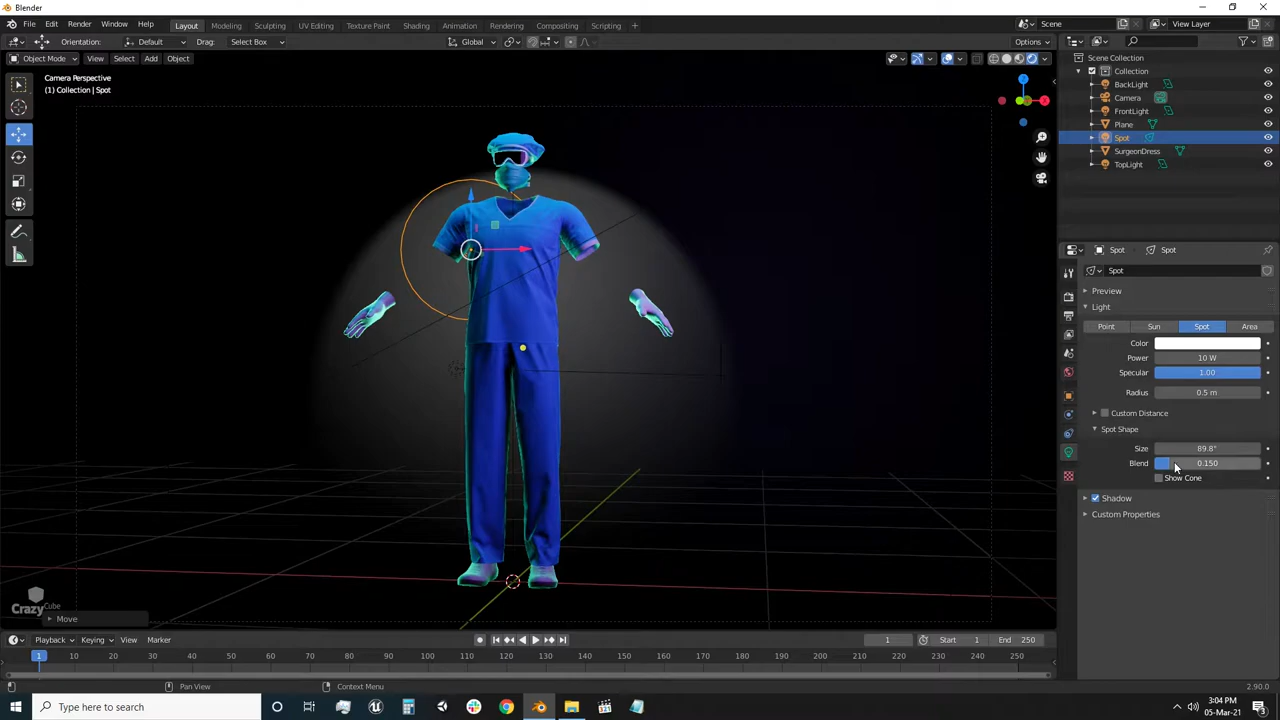 Blender
File Edit Render Window Help Layout Modeling Sculpting UV Editing Texture Paint Shading Animation Rendering Compositing Scripting + Scene View Layer
Orientation: Default Drag: Select Box Global Options
Object Mode View Select Add Object
Camera Perspective
(1) Collection | Spot
Scene Collection
Collection
BackLight
Camera
FrontLight
Plane
Spot
SurgeonDress
TopLight
Spot Spot
Spot
Preview
Light
Point Sun Spot Area
Color
Power 10 W
Specular 1.00
Radius 0.5 m
Custom Distance
Spot Shape
Size 89.8°
Blend 0.150
Show Cone
Shadow
Custom Properties
X
Crazy Cube
Move
Playback Keying View Marker 1 Start 1 End 250
1 10 20 30 40 50 60 70 80 90 100 110 120 130 140 150 160 170 180 190 200 210 220 230 240 250
Pan View Context Menu 2.90.0
Type here to search
3:04 PM
05-Mar-21